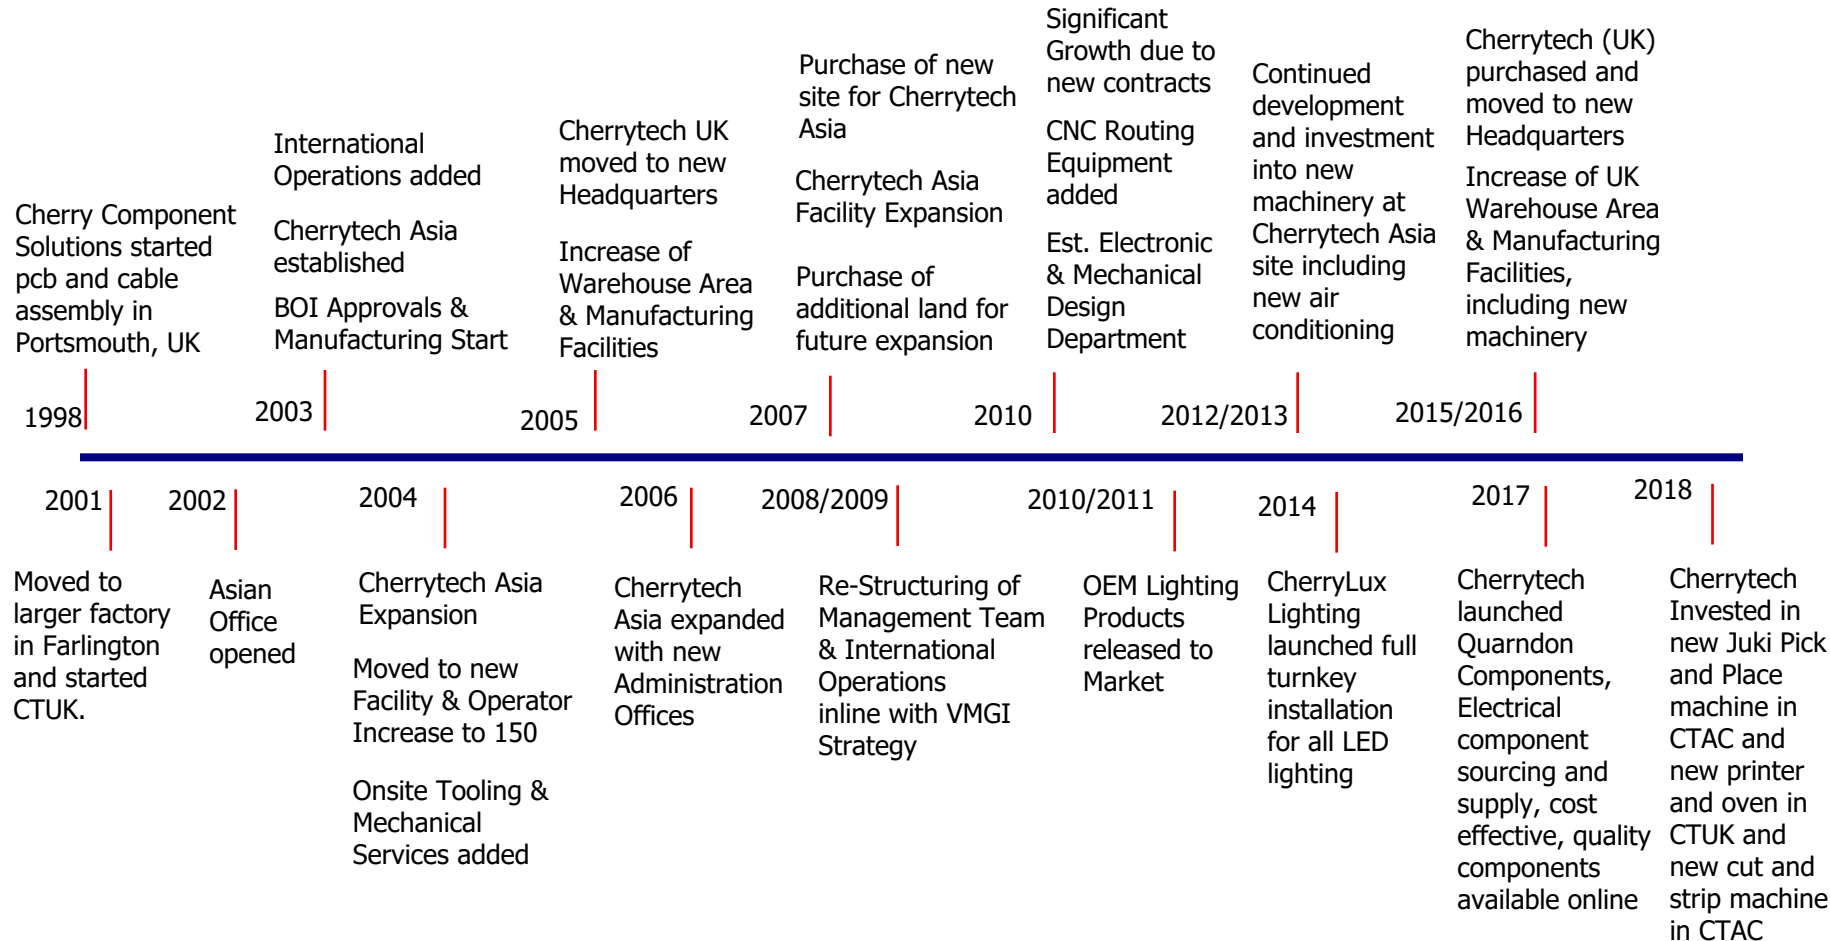 Cherry Component
Solutions started
pcb and cable
assembly in
Portsmouth, UK
1998
International
Operations added
Cherrytech Asia
established
BOI Approvals &
Manufacturing Start
2003
Cherrytech UK
moved to new
Headquarters
Increase of
Warehouse Area
& Manufacturing
Facilities
2005
Purchase of new
site for Cherrytech
Asia
Cherrytech Asia
Facility Expansion
Purchase of
additional land for
future expansion
2007
Significant
Growth due to
new contracts
CNC Routing
Equipment
added
Est. Electronic
& Mechanical
Design
Department
2010
Continued
development
and investment
into new
machinery at
Cherrytech Asia
site including
new air
conditioning
2012/2013
Cherrytech (UK)
purchased and
moved to new
Headquarters
Increase of UK
Warehouse Area
& Manufacturing
Facilities,
including new
machinery
2015/2016
2001
Moved to
larger factory
in Farlington
and started
CTUK.
2002
Asian
Office
opened
2004
Cherrytech Asia
Expansion
Moved to new
Facility & Operator
Increase to 150
Onsite Tooling &
Mechanical
Services added
2006
Cherrytech
Asia expanded
with new
Administration
Offices
2008/2009
Re-Structuring of
Management Team
& International
Operations
inline with VMGI
Strategy
2010/2011
OEM Lighting
Products
released to
Market
2014
CherryLux
Lighting
launched full
turnkey
installation
for all LED
lighting
2017
Cherrytech
launched
Quarndon
Components,
Electrical
component
sourcing and
supply, cost
effective, quality
components
available online
2018
Cherrytech
Invested in
new Juki Pick
and Place
machine in
CTAC and
new printer
and oven in
CTUK and
new cut and
strip machine
in CTAC